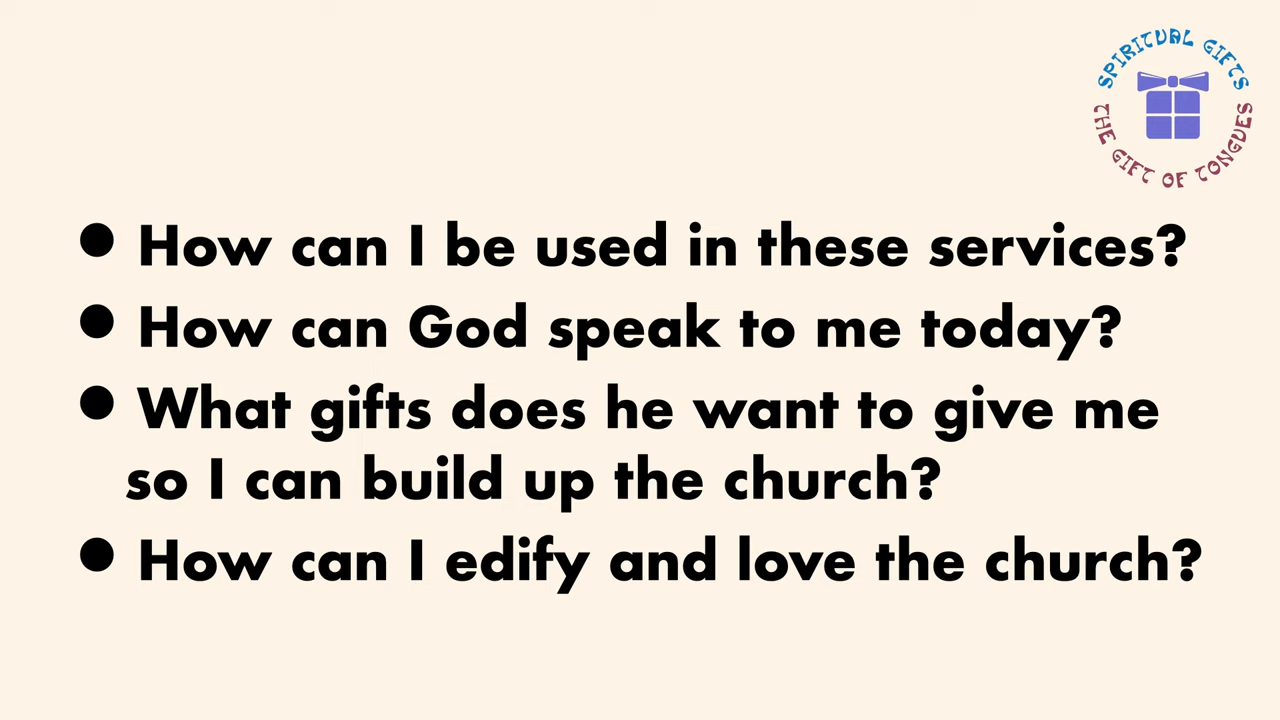 SPIRITUAL GIFTS
THE GIFT OF TONGUES
● How can I be used in these services?
● How can God speak to me today?
● What gifts does he want to give me
so I can build up the church?
● How can I edify and love the church?